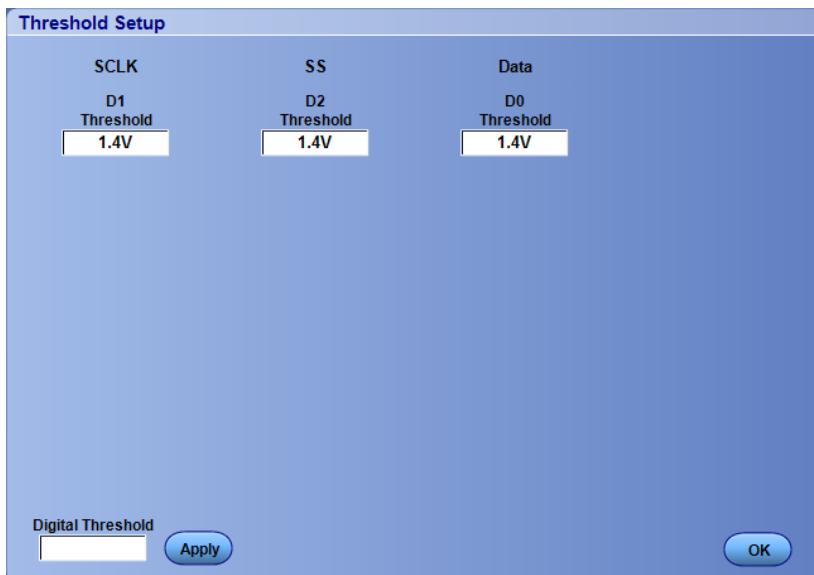 Threshold Setup
SCLK SS Data
D1 D2 D0
Threshold Threshold Threshold
1.4V 1.4V 1.4V
Digital Threshold
Apply OK